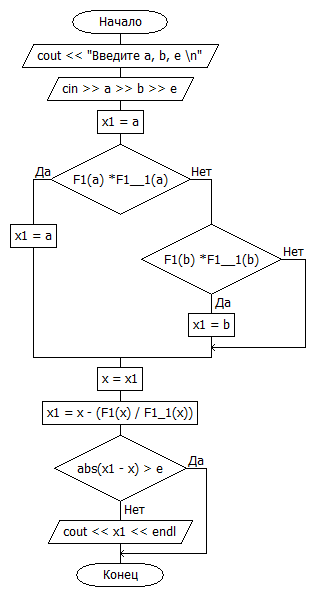 Начало
cout << "Введите a, b, e \n"
cin >> a >> b >> e
x1 = a
Да
Нет
F1(a) *F1__1(a)
x1 = a
Нет
F1(b) *F1__1(b)
Да
x1 = b
x = x1
x1 = x - (F1(x) / F1_1(x))
Да
abs(x1 - x) > e
Нет
cout << x1 << endl
Конец